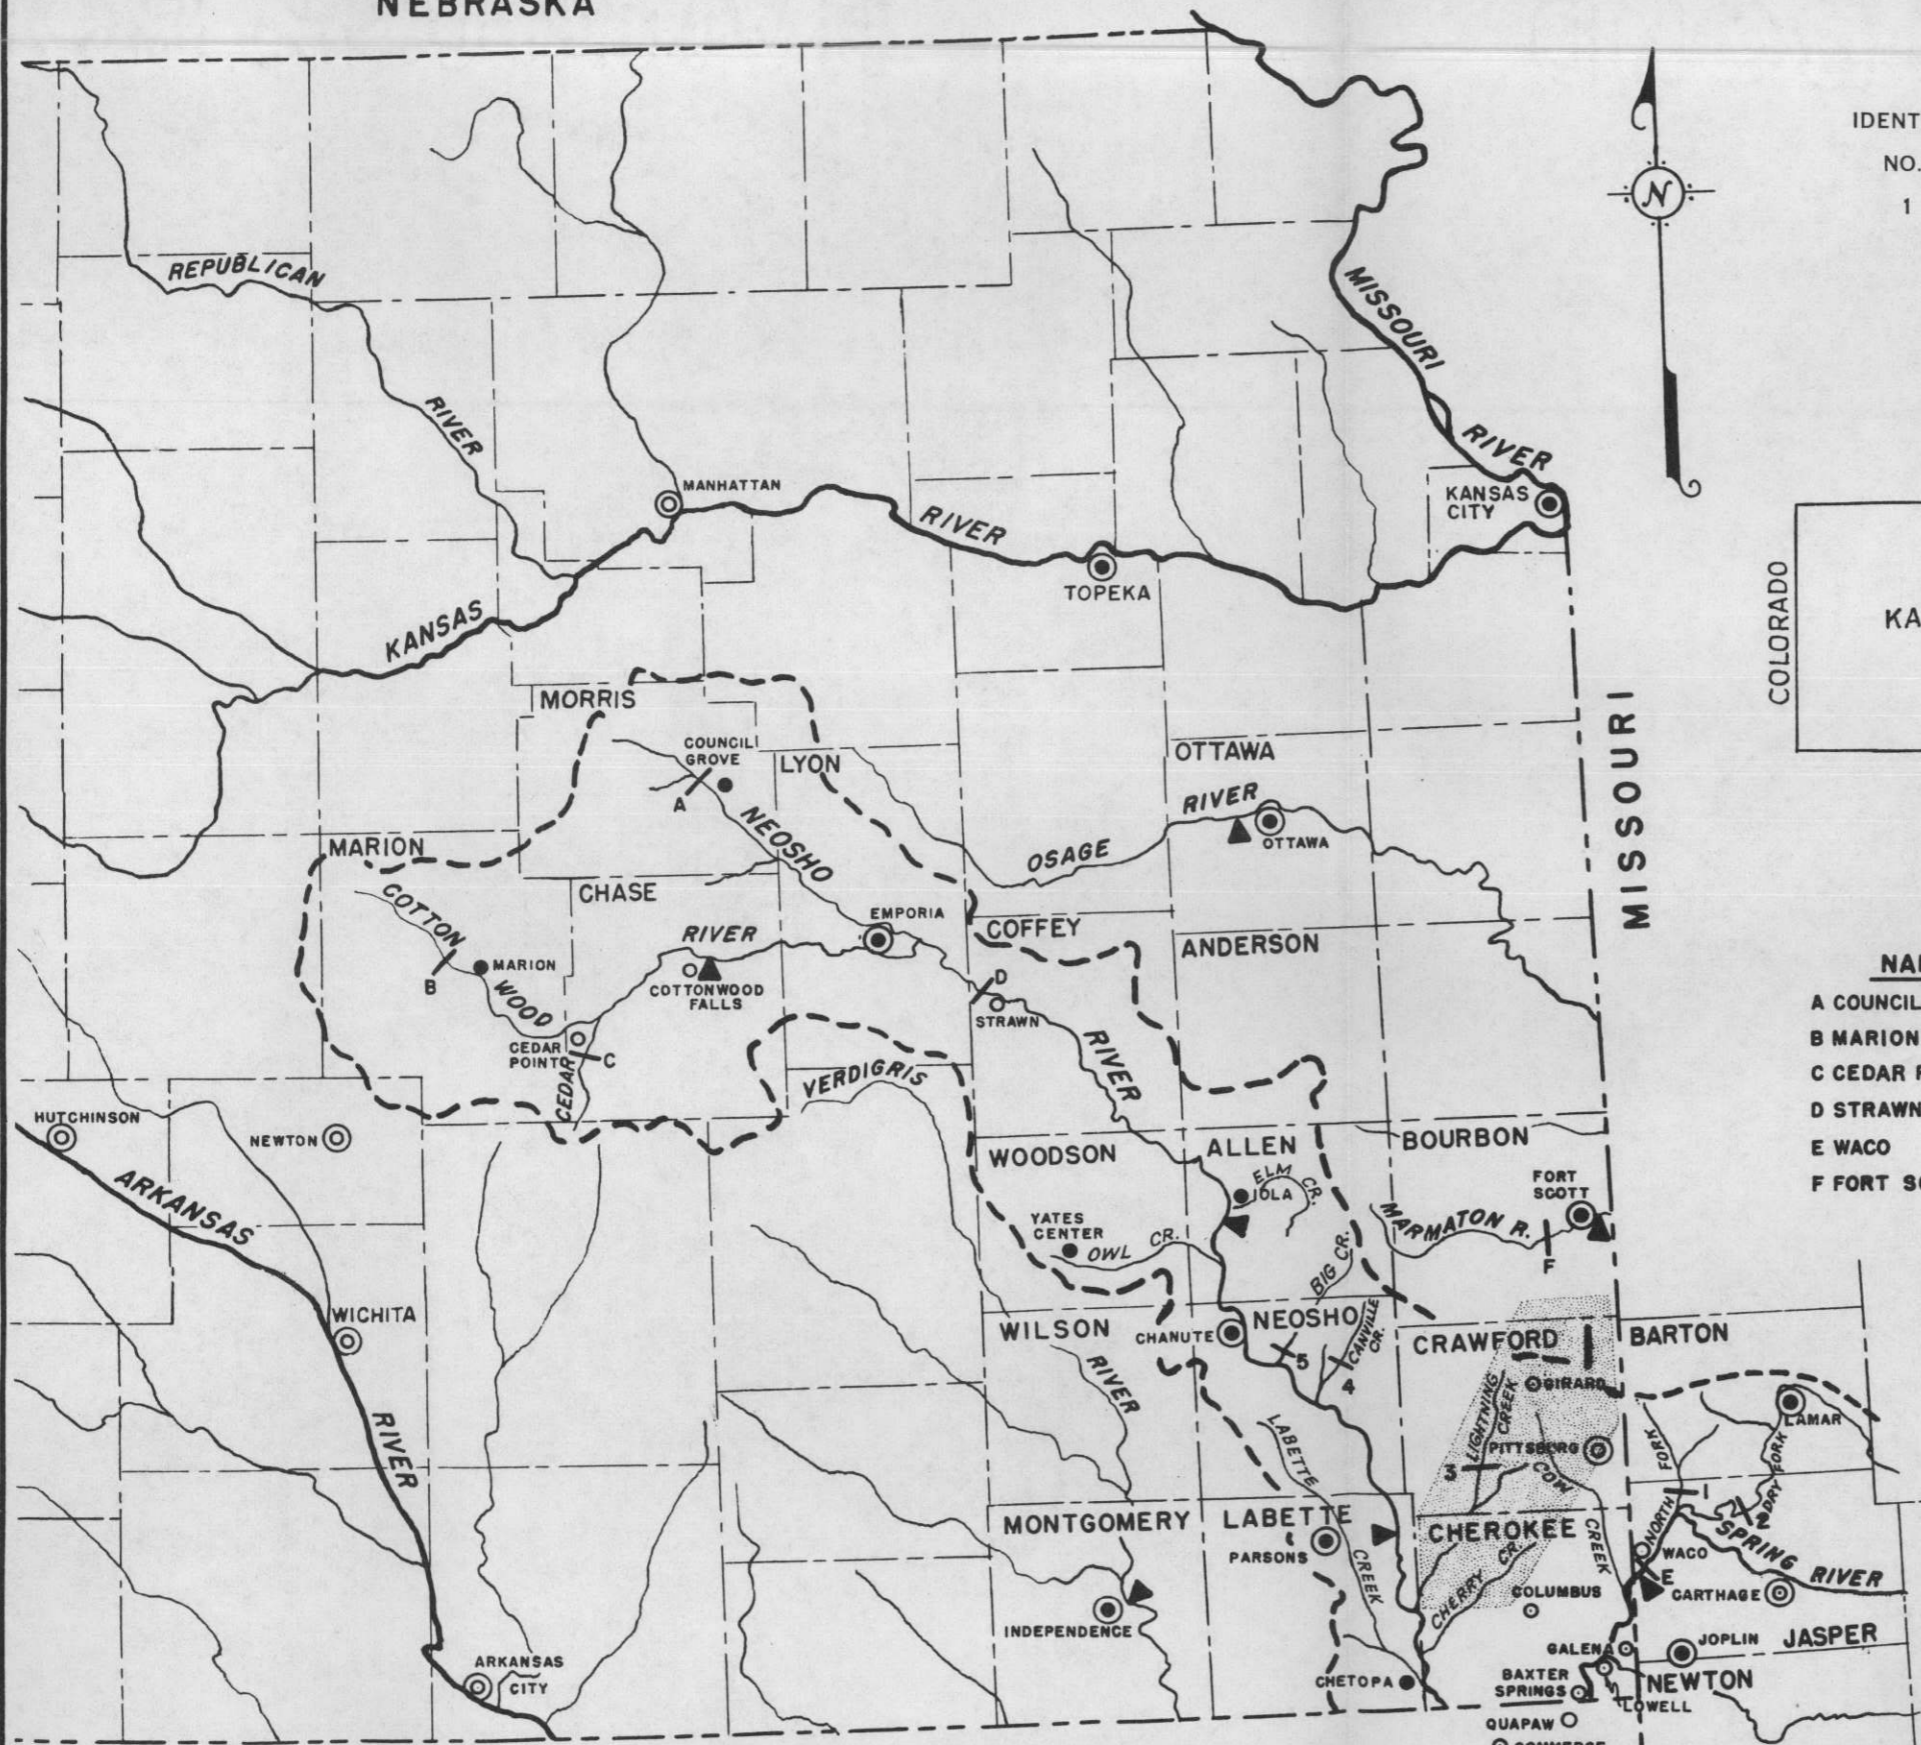 NEBRASKA
IDENT
NO.
1
N
REPUBLICAN
RIVER
MISSOURI
RIVER
MANHATTAN
KANSAS
CITY
RIVER
TOPEKA
KANSAS
COLORADO
KA
MORRIS
MISSOURI
COUNCIL
GROVE
LYON
A
OTTAWA
RIVER
OTTAWA
NEOSHO
OSAGE
MARION
CHASE
COTTON
WOOD
MARION
B
RIVER
EMPORIA
COTTONWOOD
FALLS
COFFEY
ANDERSON
D
STRAWN
CEDAR
POINT
C
CEDAR
RIVER
VERDIGRIS
NA
A COUNCIL
B MARION
C CEDAR
D STRAWN
E WACO
F FORT
HUTCHINSON
NEWTON
ARKANSAS
WOODSON
ALLEN
BOURBON
ELM
CR.
IOLA
FORT
SCOTT
YATES
CENTER
OWL CR.
MARMATON R.
F
BIG CR.
WICHITA
WILSON
CHANUTE
NEOSHO
CANVILLE
CR.
5
4
CRAWFORD
BARTON
RIVER
RIVER
GIRARD
LAMAR
LIGHTNING
CREEK
LABETTE
CREEK
PITTSBURG
3
COW
CREEK
NORTH
FORK
DRY FORK
1
2
MONTGOMERY
LABETTE
PARSONS
CHEROKEE
SPRING
RIVER
WACO
E
CARTHAGE
CHERRY
CR.
COLUMBUS
INDEPENDENCE
GALENA
JOPLIN
JASPER
ARKANSAS
CITY
CHETOPA
BAXTER
SPRINGS
NEWTON
LOWELL
QUAPAW
COMMERCE